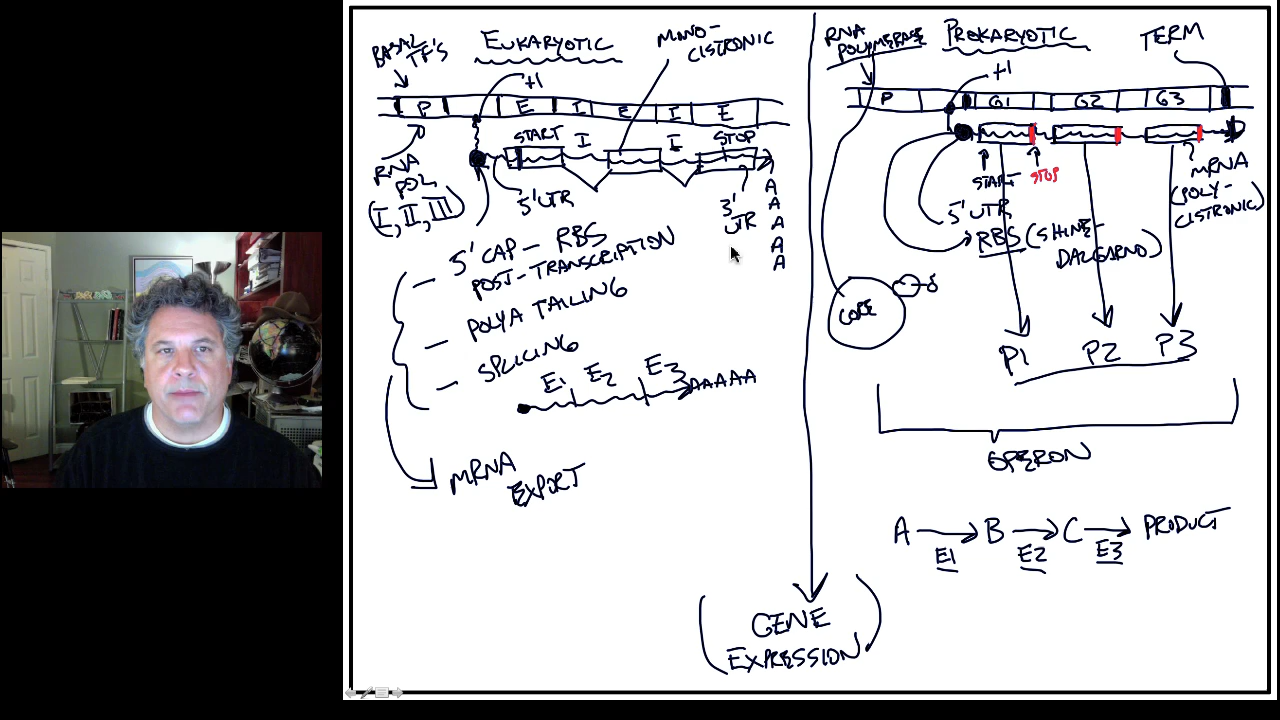 BASAL
TF'S
EUKARYOTIC
MONO-
CISTRONIC
+1
P E I E I E
START I I STOP
RNA
POL
(I, II, III)
5'UTR
3'
UTR
A
A
A
A
A
5' CAP – RBS
POST-TRANSCRIPTION
– POLYA TAILING
– SPLICING
E1 E2 E3
AAAAA
MRNA
EXPORT
RNA
POLYMERASE
PROKARYOTIC
TERM
+1
P G1 G2 G3
START
STOP
MRNA
(POLY-
CISTRONIC)
5'UTR
RBS (SHINE-
DALGARNO)
CORE
P1 P2 P3
OPERON
A → B → C → PRODUCT
E1 E2 E3
GENE
EXPRESSION